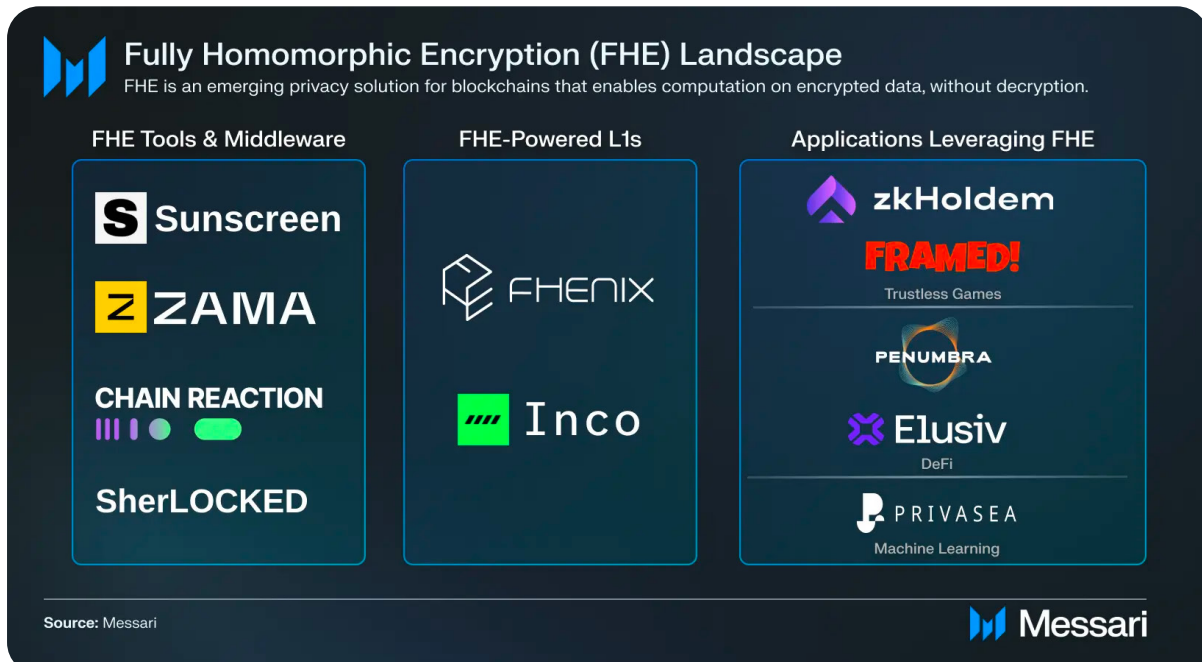 Fully Homomorphic Encryption (FHE) Landscape
FHE is an emerging privacy solution for blockchains that enables computation on encrypted data, without decryption.
FHE Tools & Middleware
S Sunscreen
Z ZAMA
CHAIN REACTION
SherLOCKED
FHE-Powered L1s
FHENIX
Inco
Applications Leveraging FHE
zkHoldem
FRAMED!
Trustless Games
PENUMBRA
Elusiv
DeFi
PRIVASEA
Machine Learning
Source: Messari
Messari